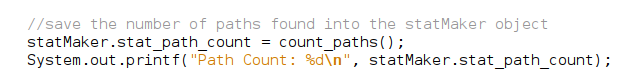 //save the number of paths found into the statMaker object
statMaker.stat_path_count = count_paths();
System.out.printf("Path Count: %d\n", statMaker.stat_path_count);